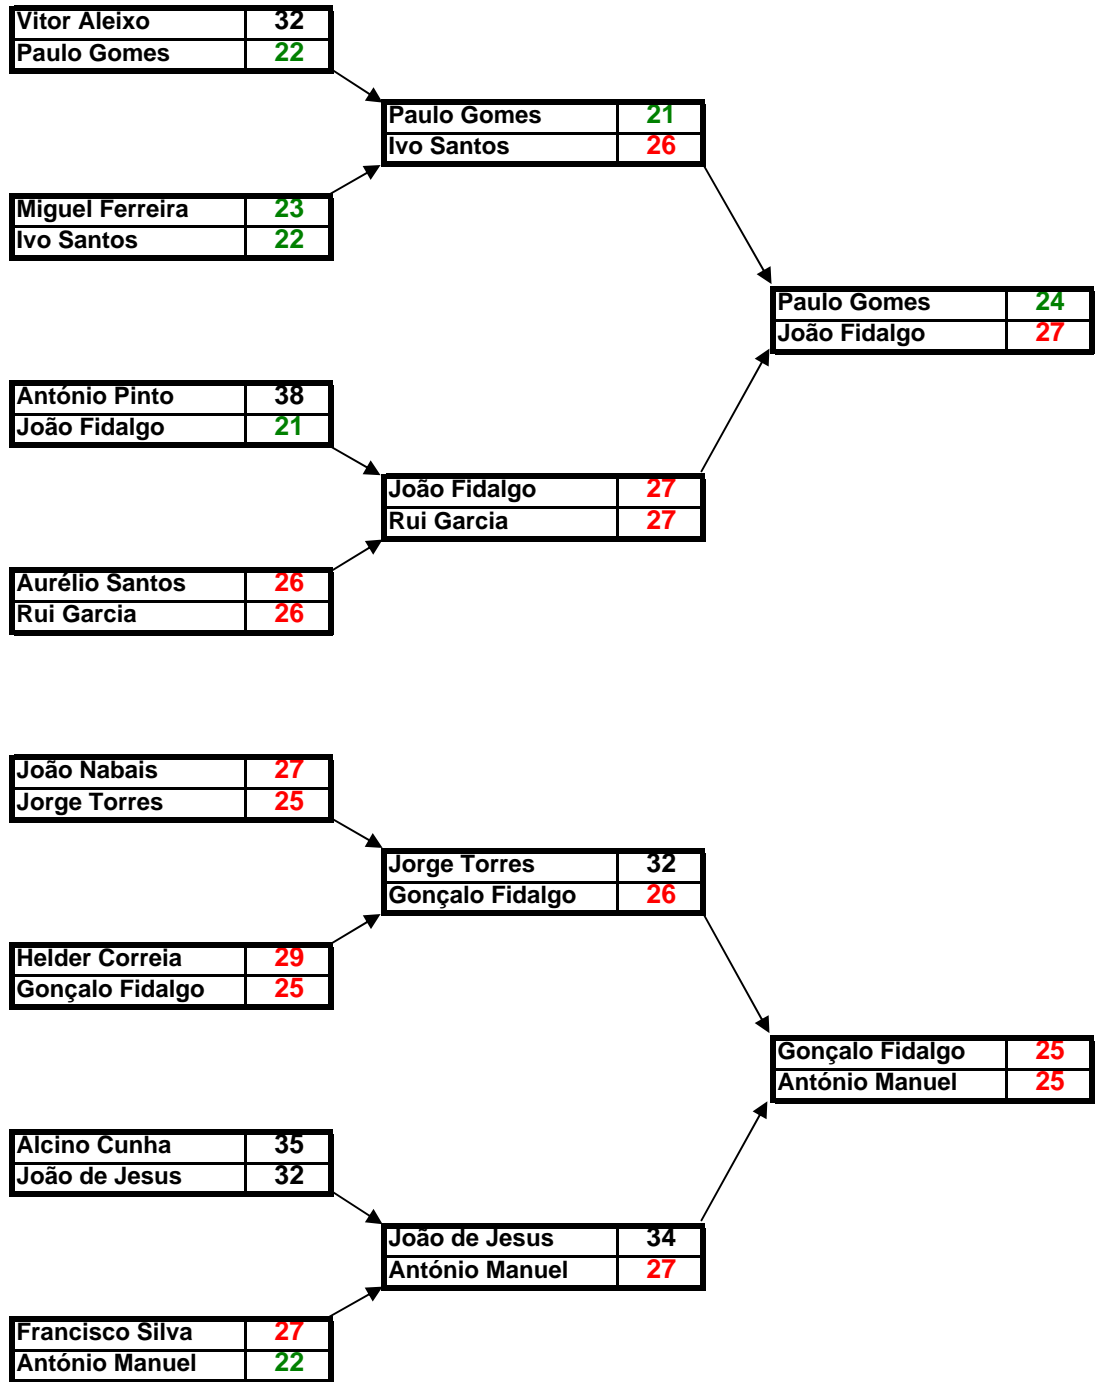 Vitor Aleixo 32
Paulo Gomes 22
Paulo Gomes 21
Ivo Santos 26
Miguel Ferreira 23
Ivo Santos 22
Paulo Gomes 24
João Fidalgo 27
António Pinto 38
João Fidalgo 21
João Fidalgo 27
Rui Garcia 27
Aurélio Santos 26
Rui Garcia 26
João Nabais 27
Jorge Torres 25
Jorge Torres 32
Gonçalo Fidalgo 26
Helder Correia 29
Gonçalo Fidalgo 25
Gonçalo Fidalgo 25
António Manuel 25
Alcino Cunha 35
João de Jesus 32
João de Jesus 34
António Manuel 27
Francisco Silva 27
António Manuel 22